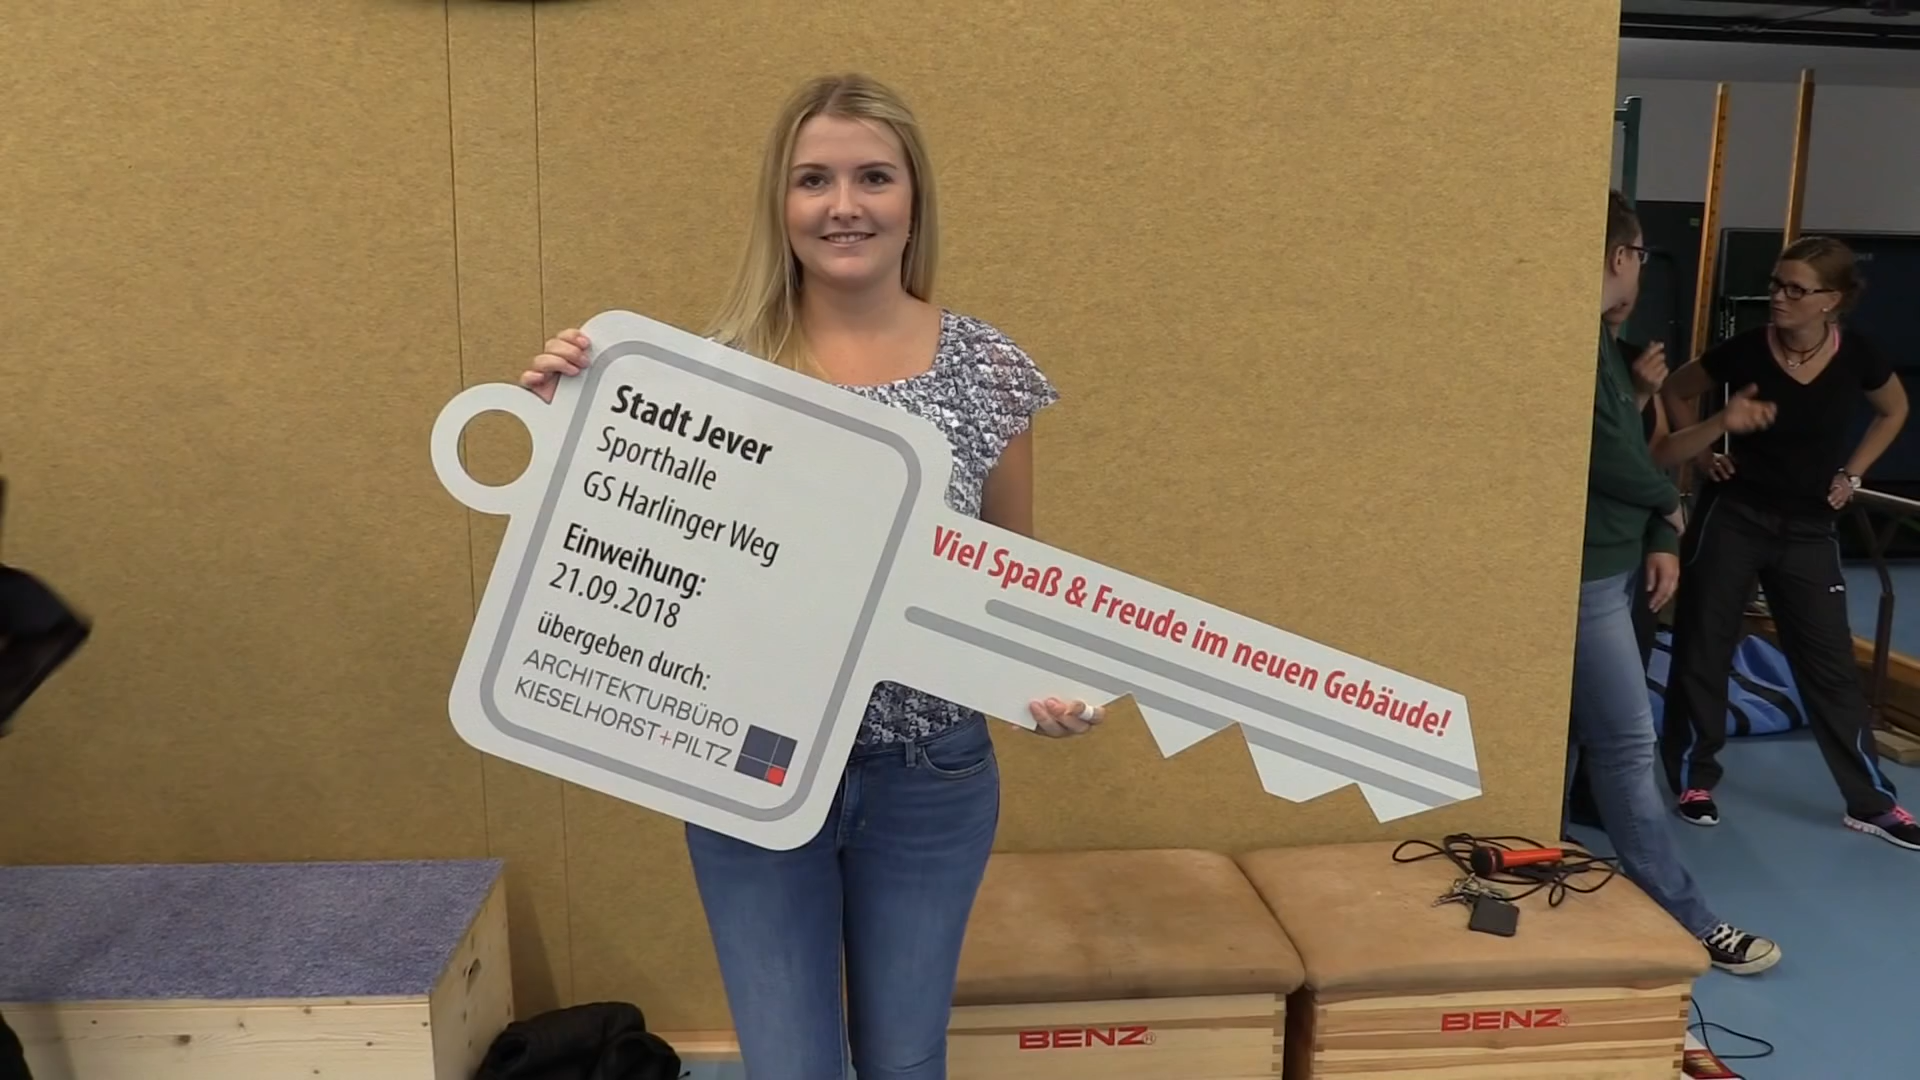 Stadt Jever
Sporthalle
GS Harlinger Weg
Einweihung:
21.09.2018
übergeben durch:
ARCHITEKTURBÜRO
KIESELHORST+PILTZ
Viel Spaß & Freude im neuen Gebäude!
BENZ®
BENZ®